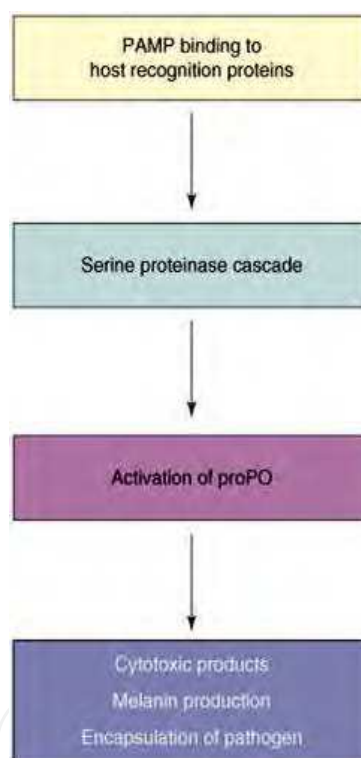 PAMP binding to
host recognition proteins
Serine proteinase cascade
Activation of proPO
Cytotoxic products
Melanin production
Encapsulation of pathogen